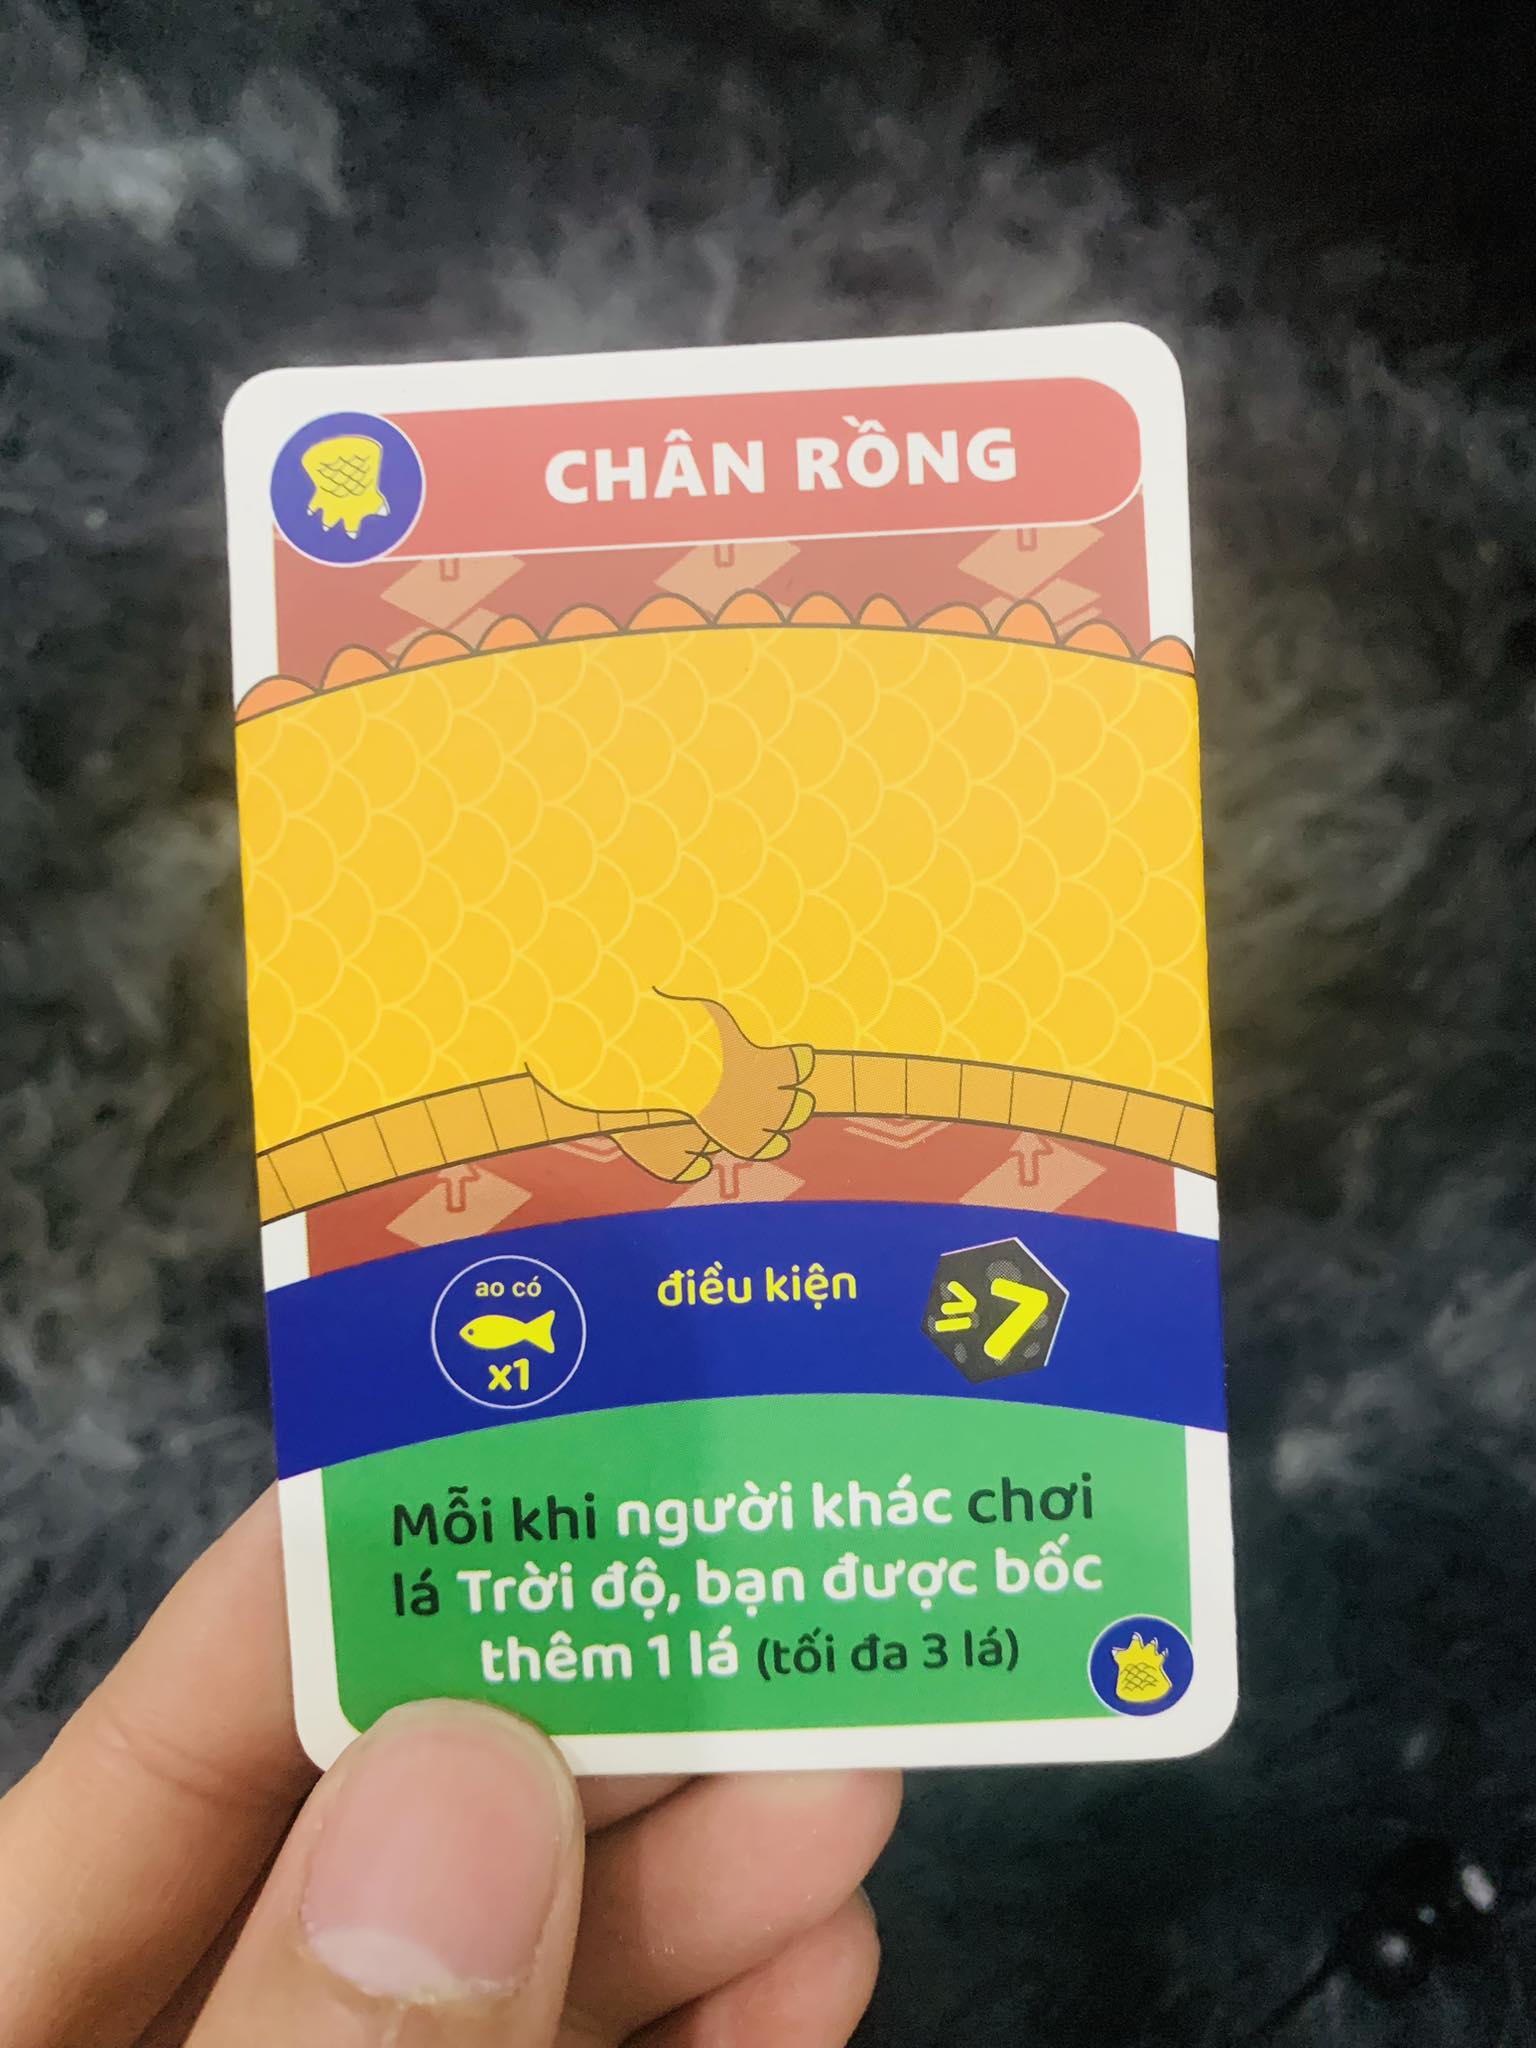 CHÂN RỒNG
ao có
x1
điều kiện
≥7
Mỗi khi người khác chơi
lá Trời độ, bạn được bốc
thêm 1 lá (tối đa 3 lá)